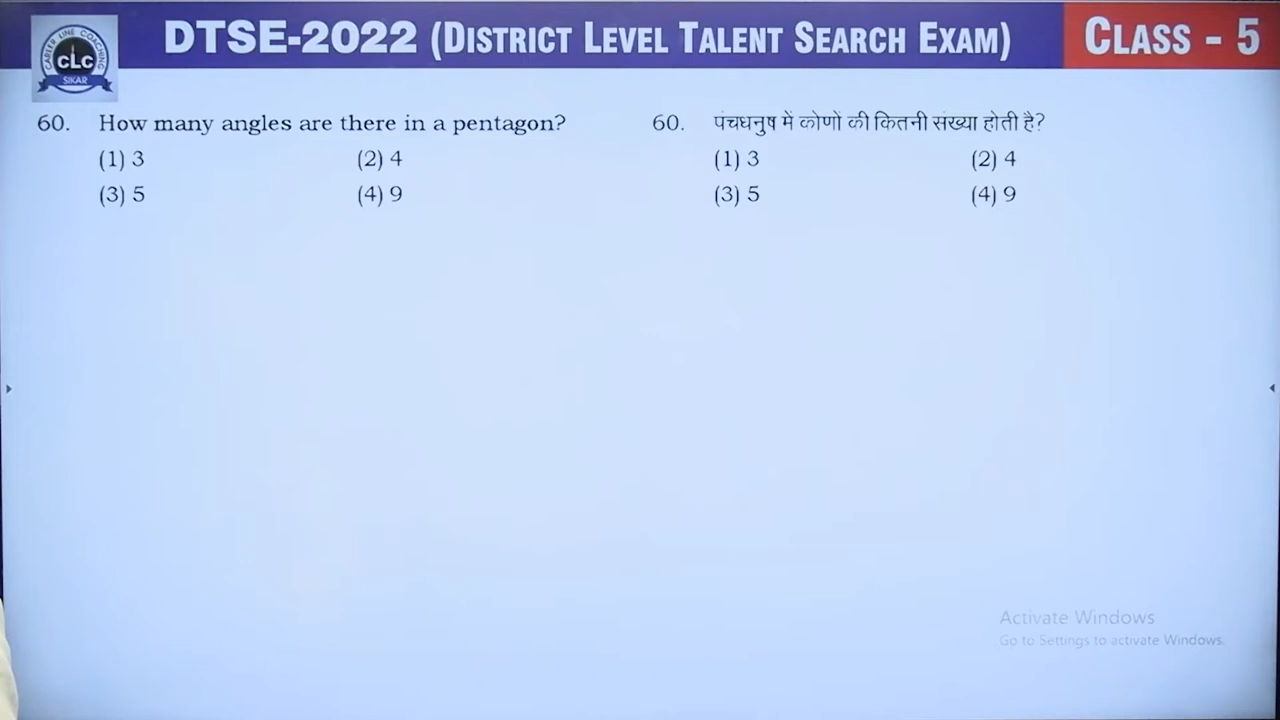 CAREER LINE COACHING
CLC
SIKAR
DTSE-2022 (DISTRICT LEVEL TALENT SEARCH EXAM)
CLASS - 5
60. How many angles are there in a pentagon?
(1) 3 (2) 4
(3) 5 (4) 9
60. पंचधनुष में कोणों की कितनी संख्या होती है?
(1) 3 (2) 4
(3) 5 (4) 9
Activate Windows
Go to Settings to activate Windows.